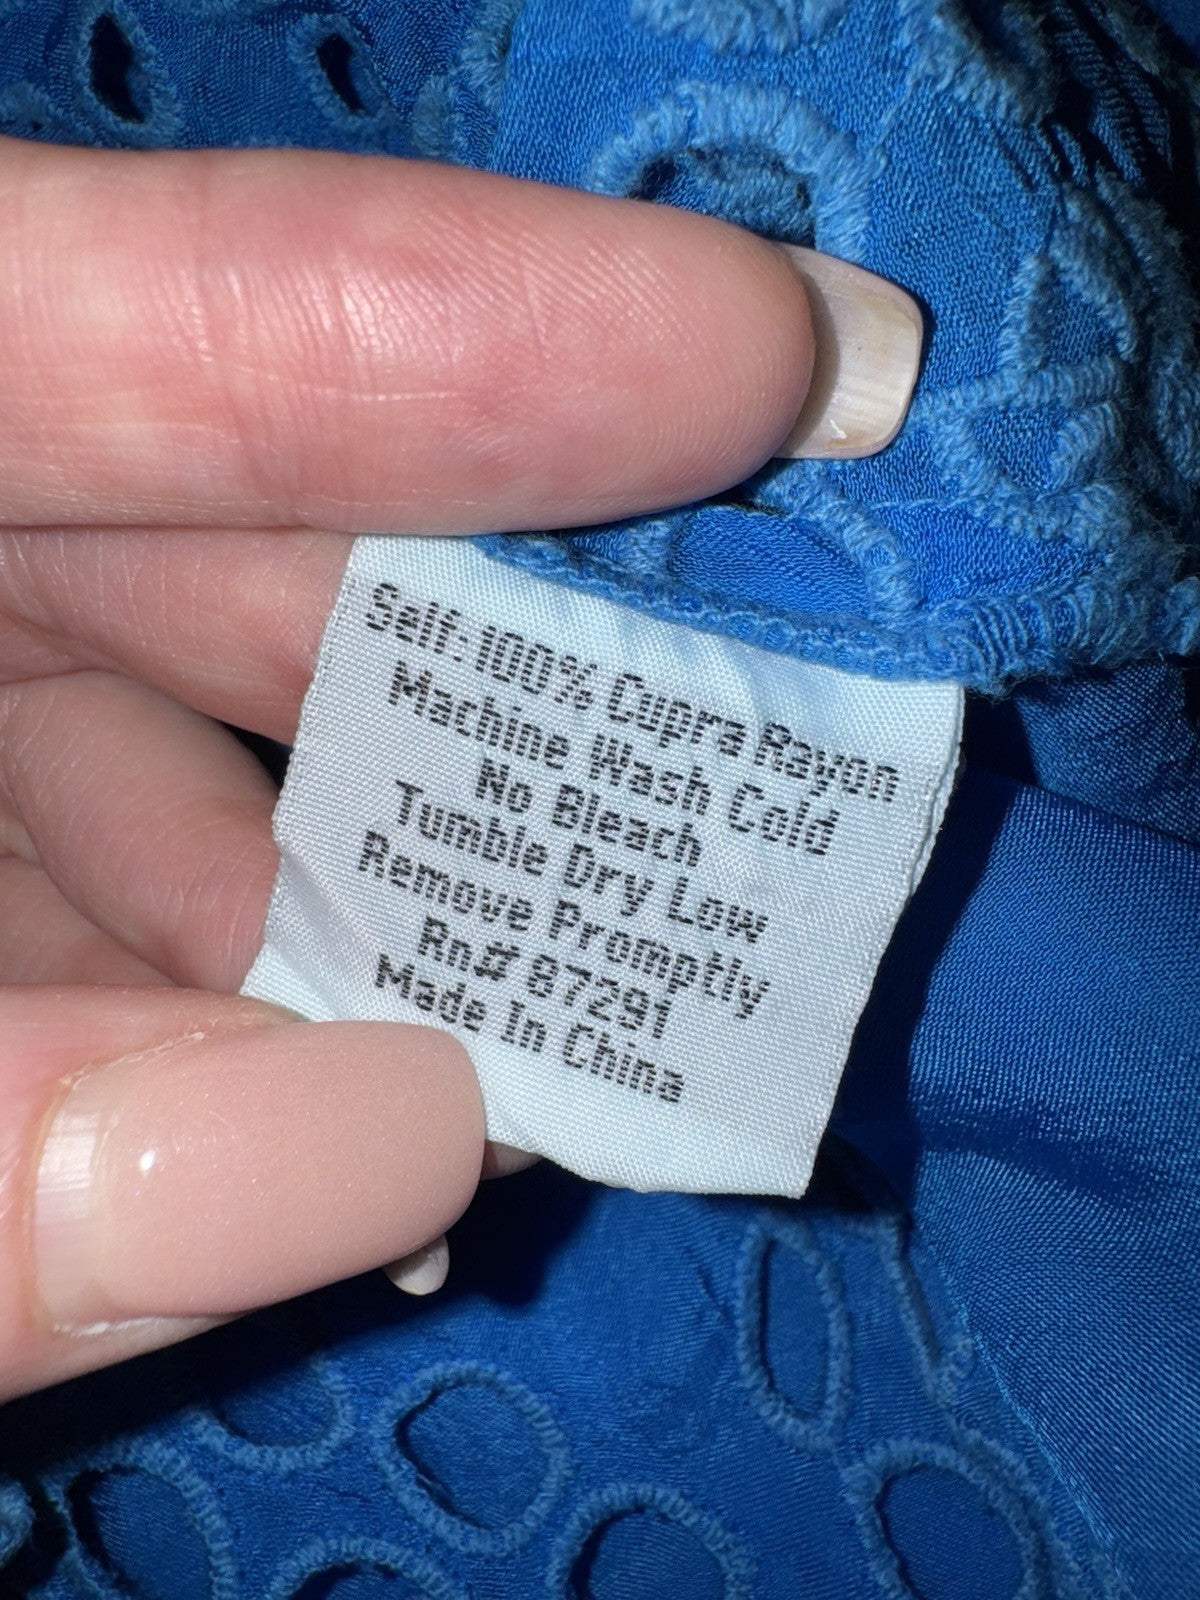 Self: 100% Cupra Rayon
Machine Wash Cold
No Bleach
Tumble Dry Low
Remove Promptly
Rn# 87291
Made In China